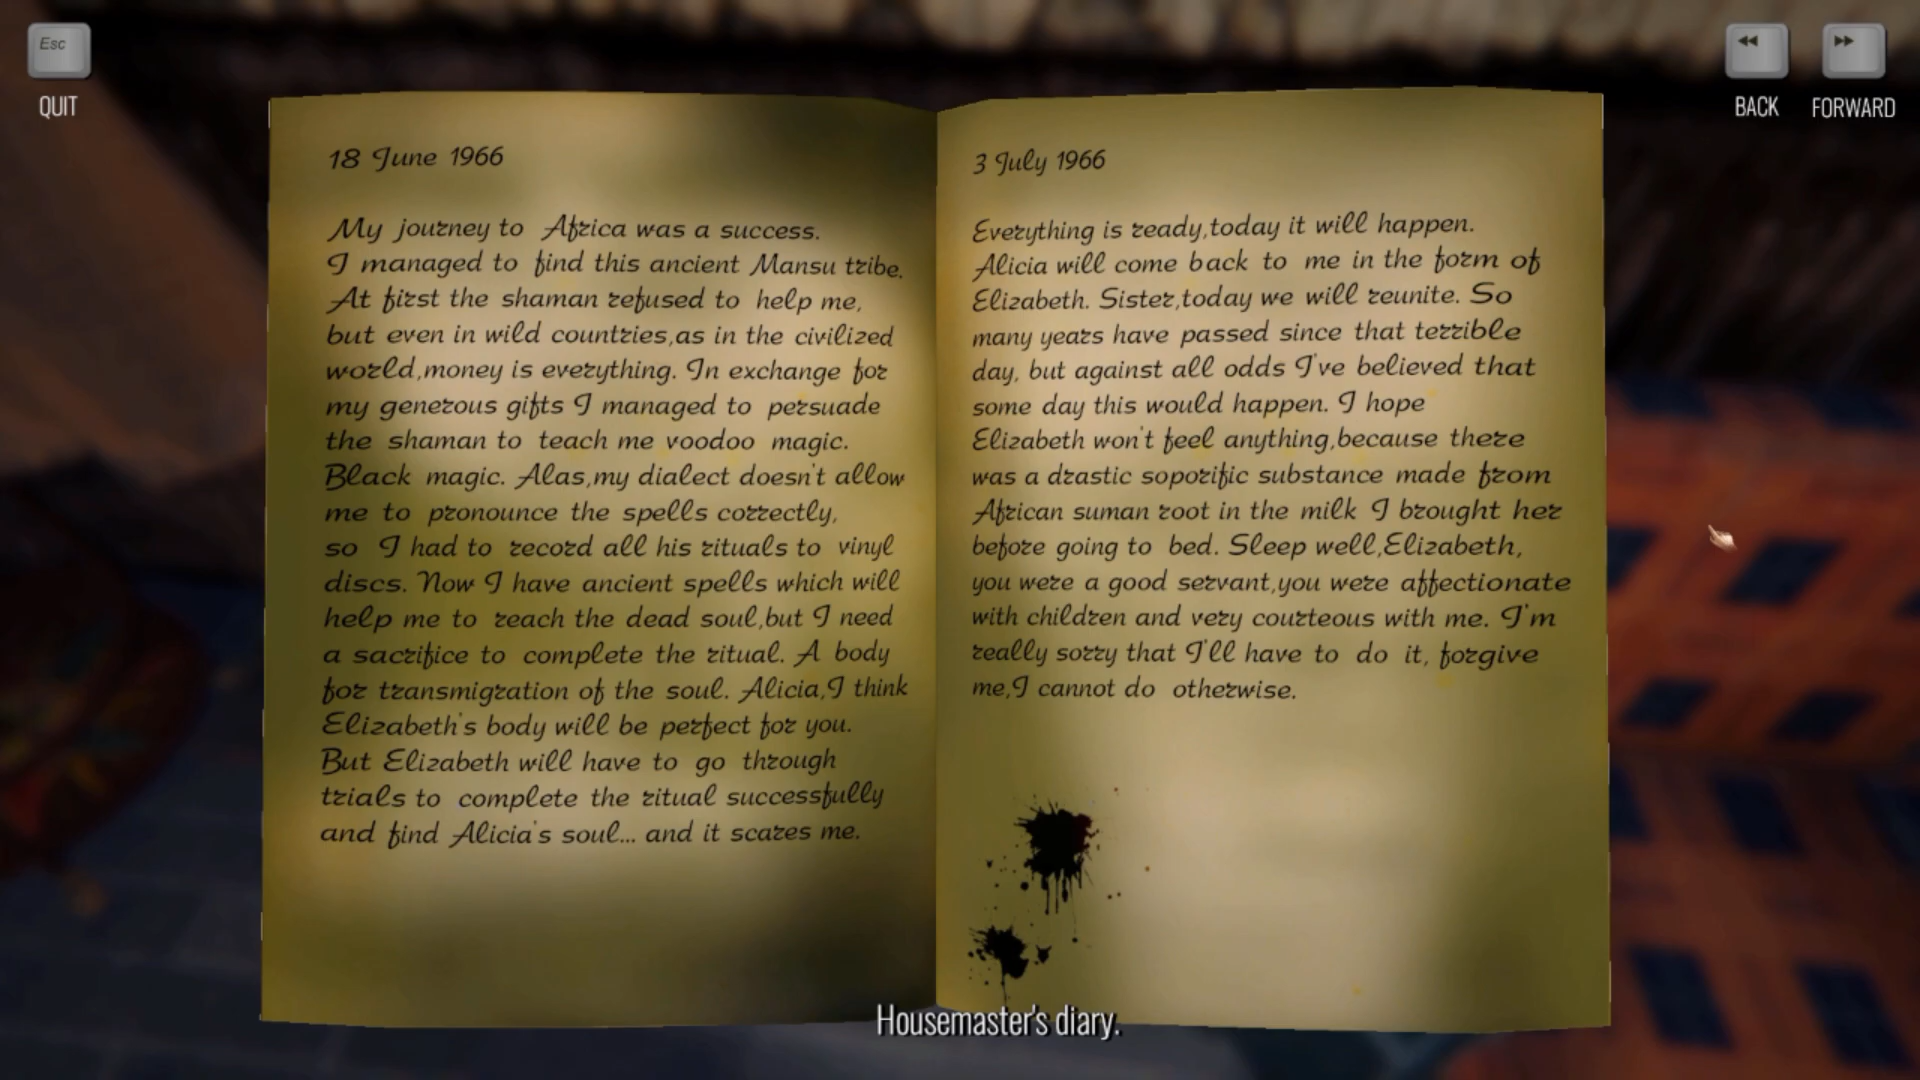 Esc
QUIT
BACK
FORWARD
18 June 1966
My journey to Africa was a success.
I managed to find this ancient Mansu tribe.
At first the shaman refused to help me,
but even in wild countries,as in the civilized
world,money is everything. In exchange for
my generous gifts I managed to persuade
the shaman to teach me voodoo magic.
Black magic. Alas,my dialect doesn't allow
me to pronounce the spells correctly,
so I had to record all his rituals to vinyl
discs. Now I have ancient spells which will
help me to reach the dead soul,but I need
a sacrifice to complete the ritual. A body
for transmigration of the soul. Alicia,I think
Elizabeth's body will be perfect for you.
But Elizabeth will have to go through
trials to complete the ritual successfully
and find Alicia's soul... and it scares me.
3 July 1966
Everything is ready,today it will happen.
Alicia will come back to me in the form of
Elizabeth. Sister,today we will reunite. So
many years have passed since that terrible
day, but against all odds I've believed that
some day this would happen. I hope
Elizabeth won't feel anything,because there
was a drastic soporific substance made from
African suman root in the milk I brought her
before going to bed. Sleep well,Elizabeth,
you were a good servant,you were affectionate
with children and very courteous with me. I'm
really sorry that I'll have to do it, forgive
me,I cannot do otherwise.
Housemaster's diary.